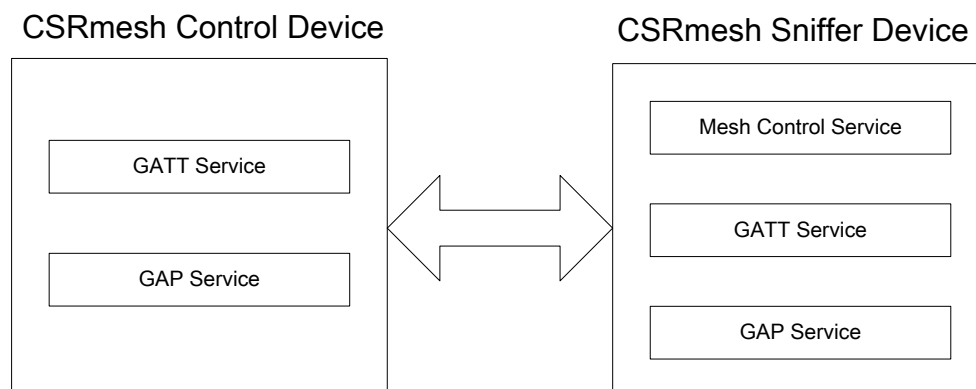 CSRmesh Control Device
GATT Service
GAP Service
CSRmesh Sniffer Device
Mesh Control Service
GATT Service
GAP Service